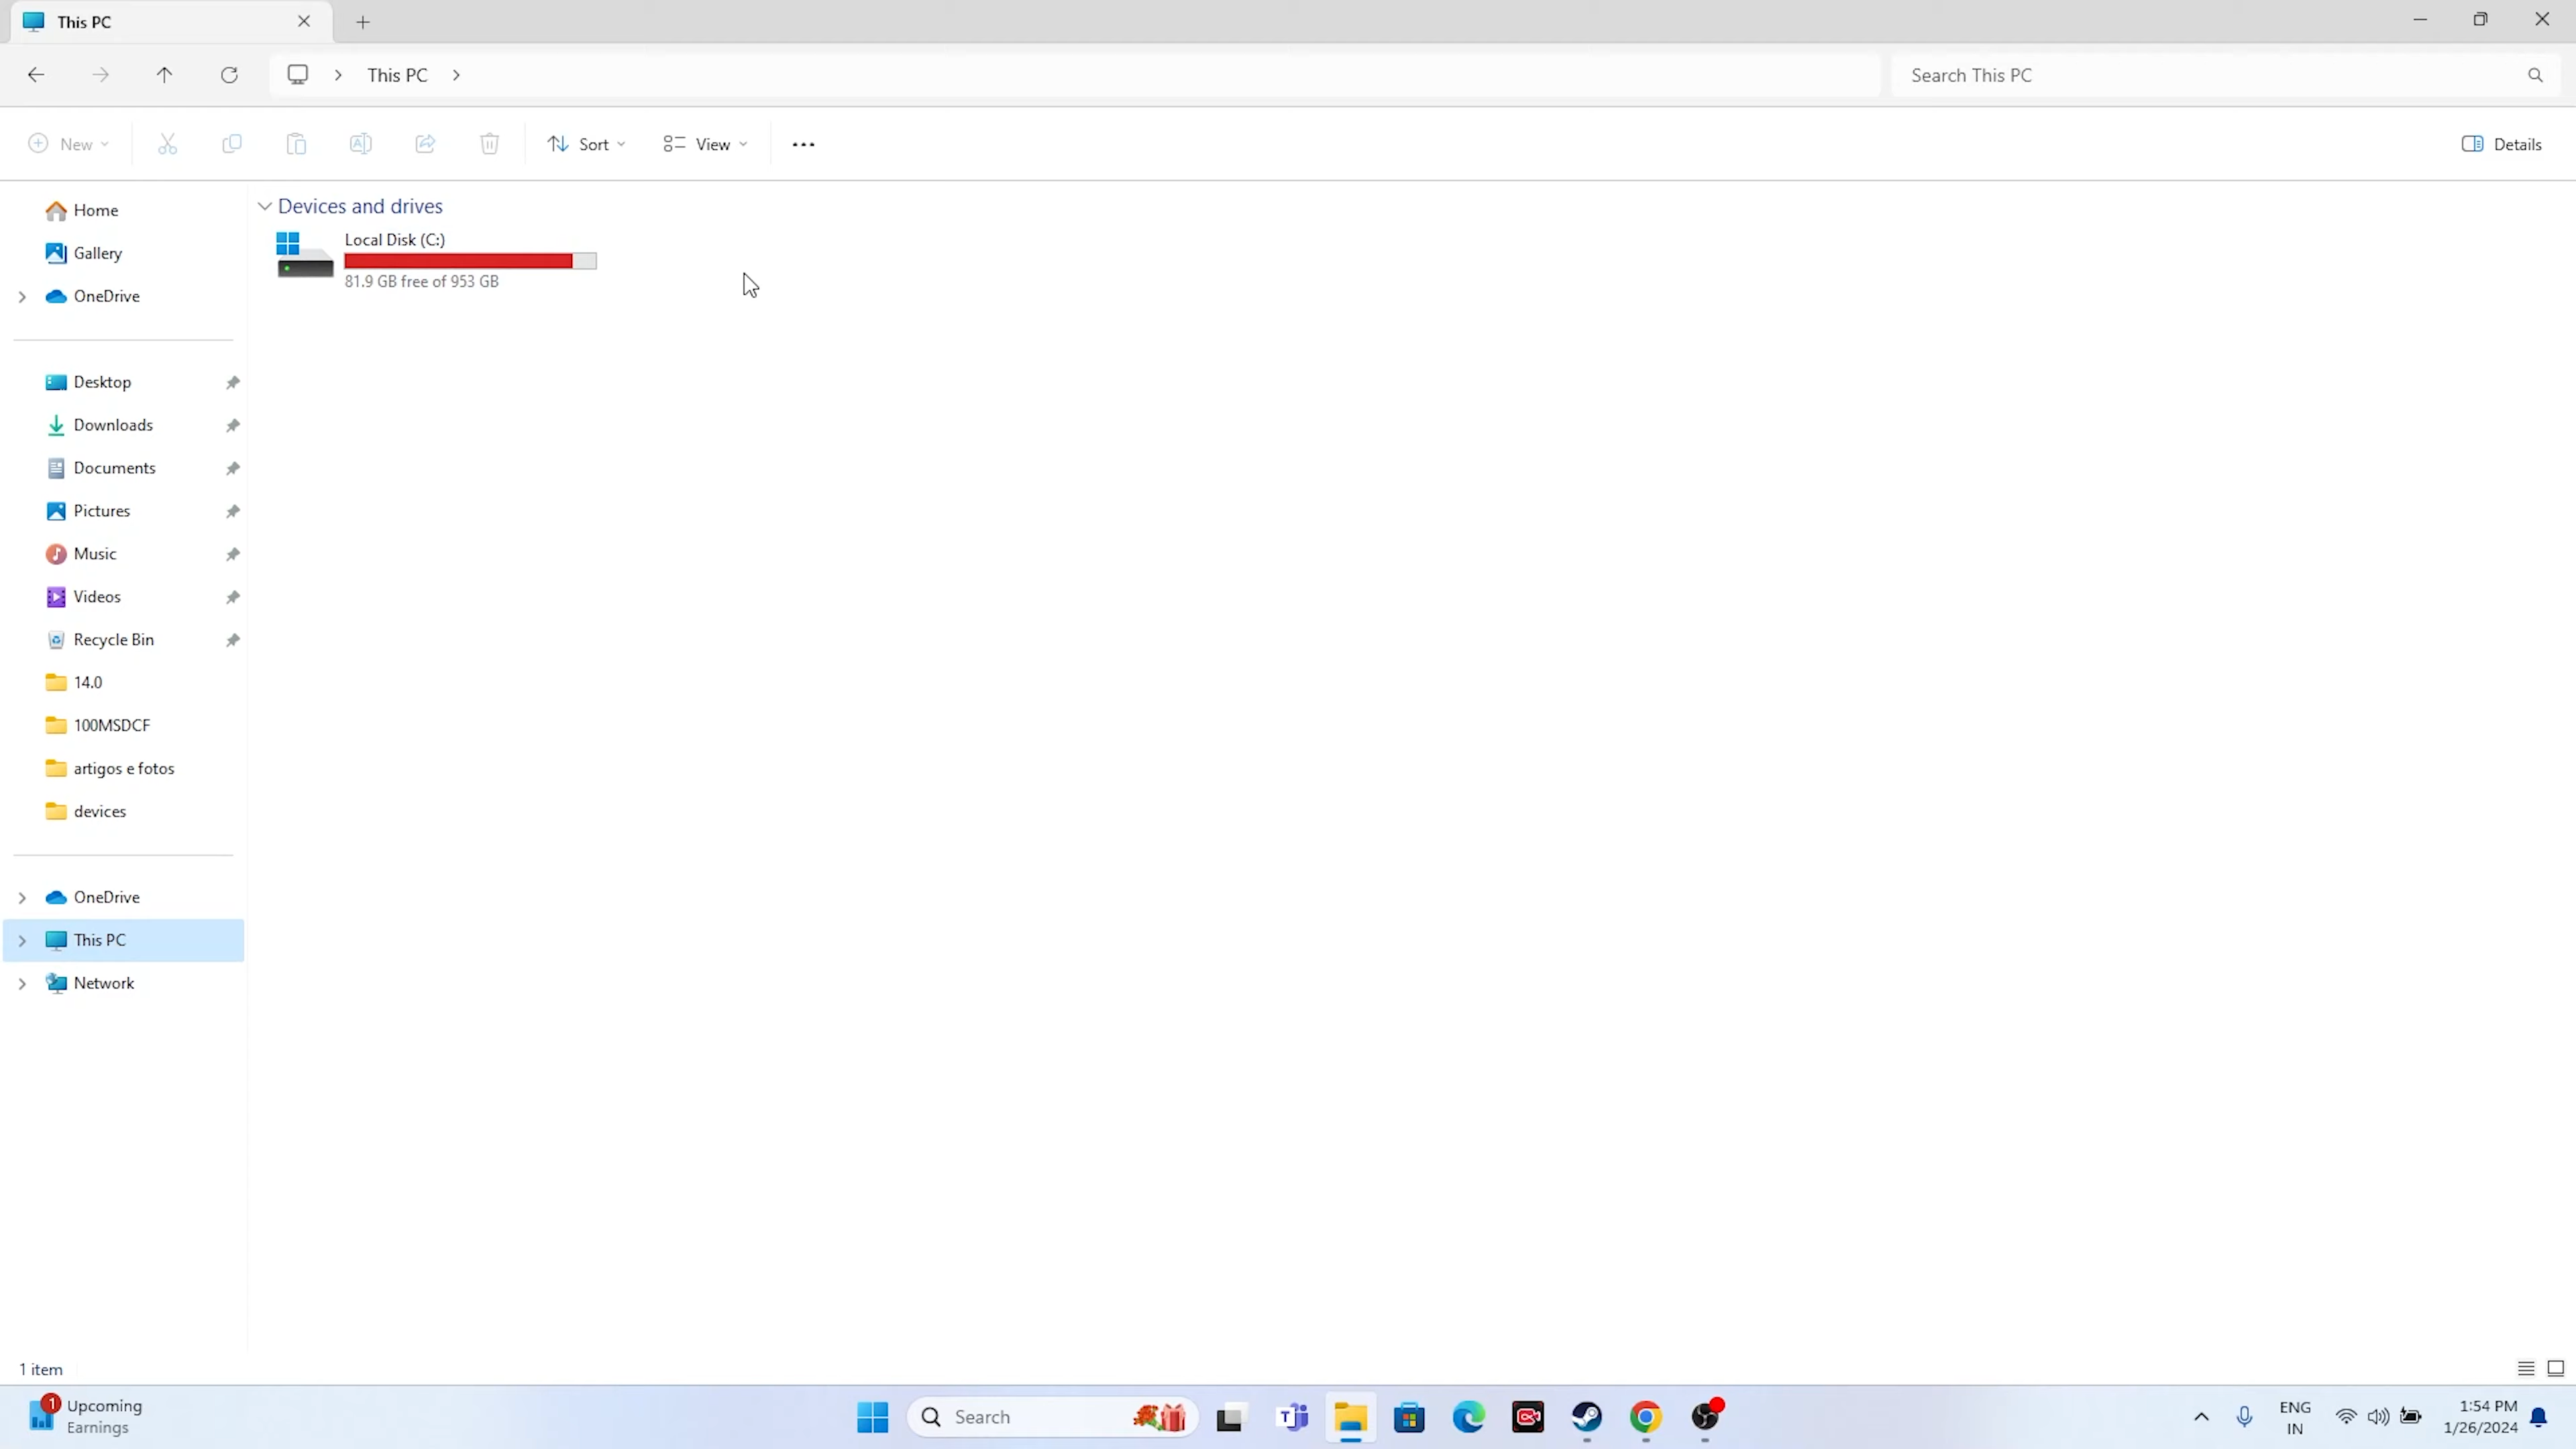 This PC
This PC
Search This PC
New
Sort
View
Details
Home
Gallery
OneDrive
Desktop
Downloads
Documents
Pictures
Music
Videos
Recycle Bin
14.0
100MSDCF
artigos e fotos
devices
OneDrive
This PC
Network
Devices and drives
Local Disk (C:)
81.9 GB free of 953 GB
1 item
1
Upcoming
Earnings
Search
ENG
IN
1:54 PM
1/26/2024